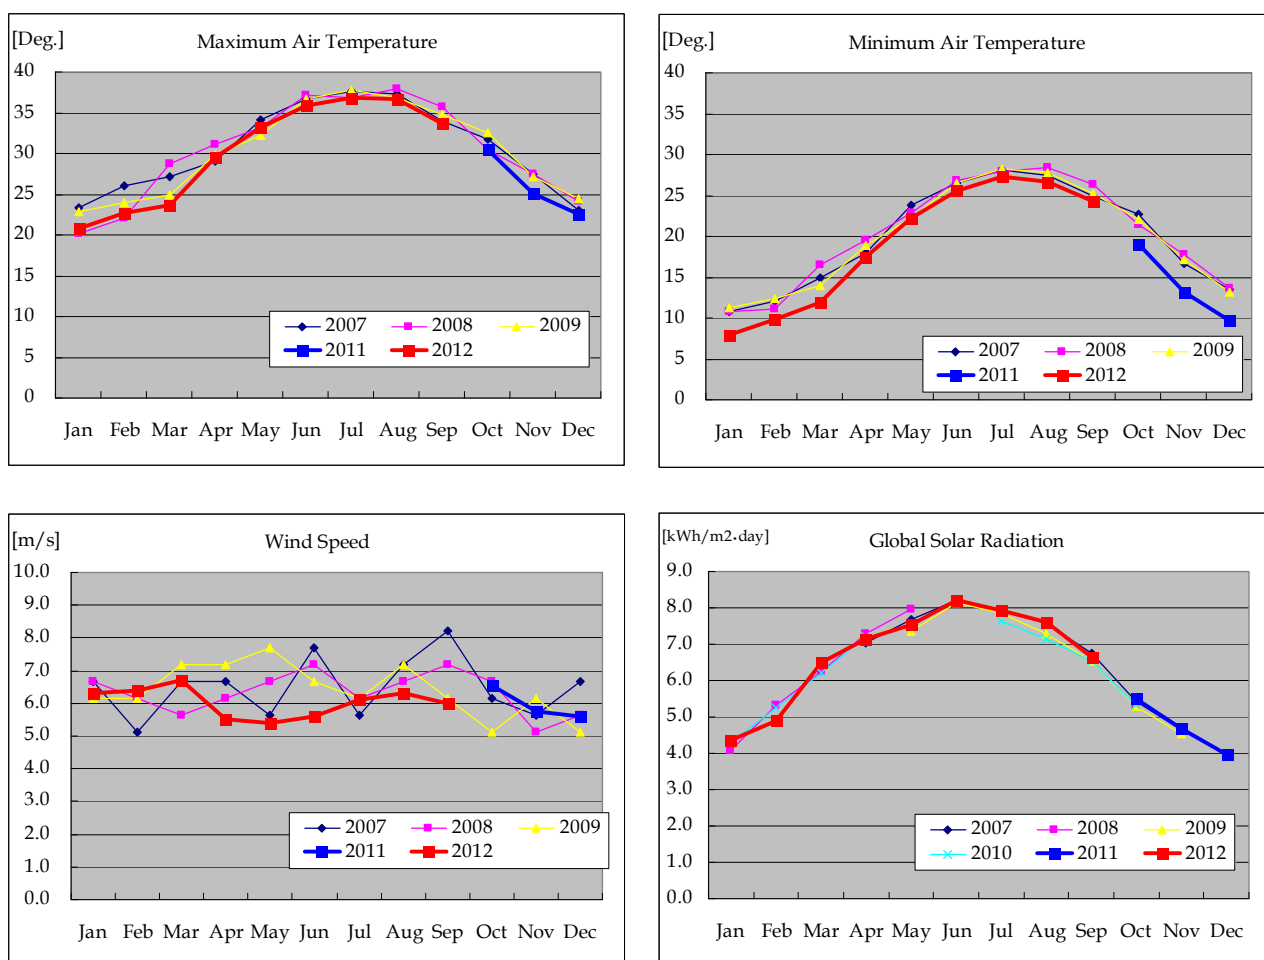 [Deg.]
Maximum Air Temperature
40
35
30
25
20
15
10
5
0
2007 2008 2009
2011 2012
Jan Feb Mar Apr May Jun Jul Aug Sep Oct Nov Dec
[Deg.]
Minimum Air Temperature
40
35
30
25
20
15
10
5
0
2007 2008 2009
2011 2012
Jan Feb Mar Apr May Jun Jul Aug Sep Oct Nov Dec
[m/s]
Wind Speed
10.0
9.0
8.0
7.0
6.0
5.0
4.0
3.0
2.0
1.0
0.0
2007 2008 2009
2011 2012
Jan Feb Mar Apr May Jun Jul Aug Sep Oct Nov Dec
[kWh/m2·day]
Global Solar Radiation
9.0
8.0
7.0
6.0
5.0
4.0
3.0
2.0
1.0
0.0
2007 2008 2009
2010 2011 2012
Jan Feb Mar Apr May Jun Jul Aug Sep Oct Nov Dec